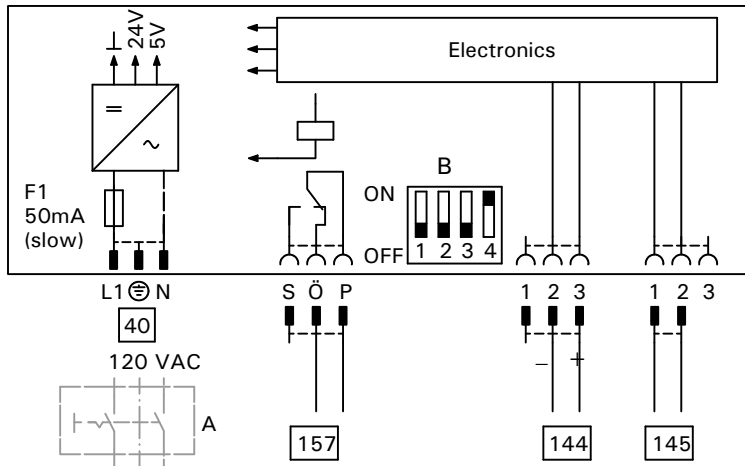 24V
5V
Electronics
B
F1
50mA
(slow)
ON
OFF
1 2 3 4
L1 N
S Ö P
1 2 3
1 2 3
40
120 VAC
− +
A
157
144
145